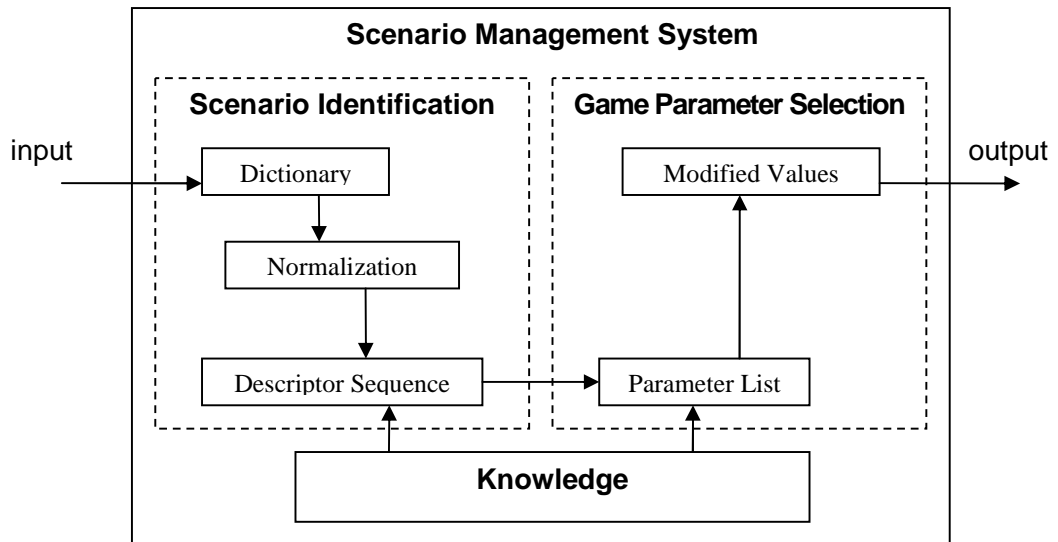 Scenario Management System
Scenario Identification
Game Parameter Selection
input
output
Dictionary
Modified Values
Normalization
Descriptor Sequence
Parameter List
Knowledge